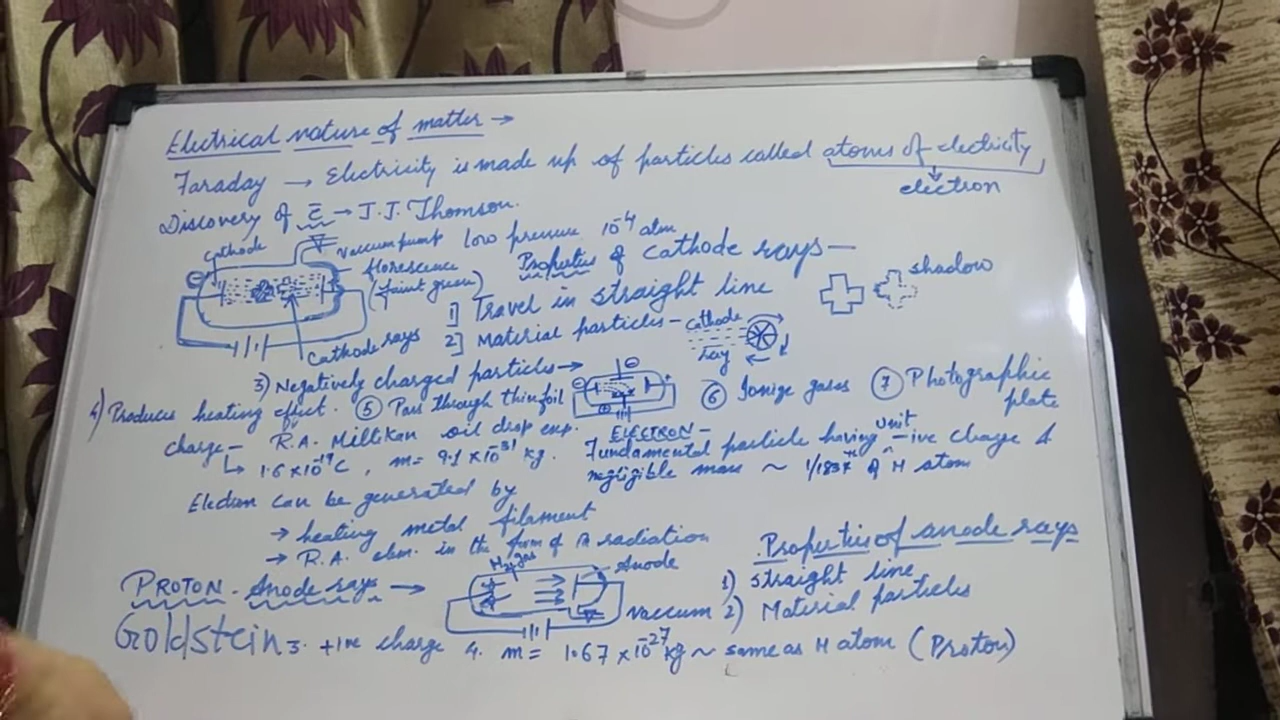 Electrical nature of matter →
Faraday → Electricity is made up of particles called atoms of electricity
electron
Discovery of ē → J.J. Thomson.
Cathode
Vaccum pump low pressure 10⁻⁴ atm
florescence
(faint green)
Cathode rays
Properties of Cathode rays —
1] Travel in straight line
shadow
2] Material particles -
Cathode
ray
3) Negatively charged particles →
4) Produces heating effect. ⑤ Pass through thin foil
⑥ Ionize gases ⑦ Photographic
plate
charge - R.A. Millikan oil drop exp.
↳ 1.6 × 10⁻¹⁹ C, m = 9.1 × 10⁻³¹ kg.
ELECTRON -
Fundamental particle having unit -ive charge &
negligible mass ~ 1/1837th of H atom
Electron can be generated by
→ heating metal filament
→ R.A. elem. in the form of β radiation
PROTON - Anode rays →
H₂ gas
Anode
vaccum
Properties of anode rays
1) Straight line
2) Material particles
Goldstein 3. +ive charge 4. m = 1.67 × 10⁻²⁷ kg ~ same as H atom (Proton)